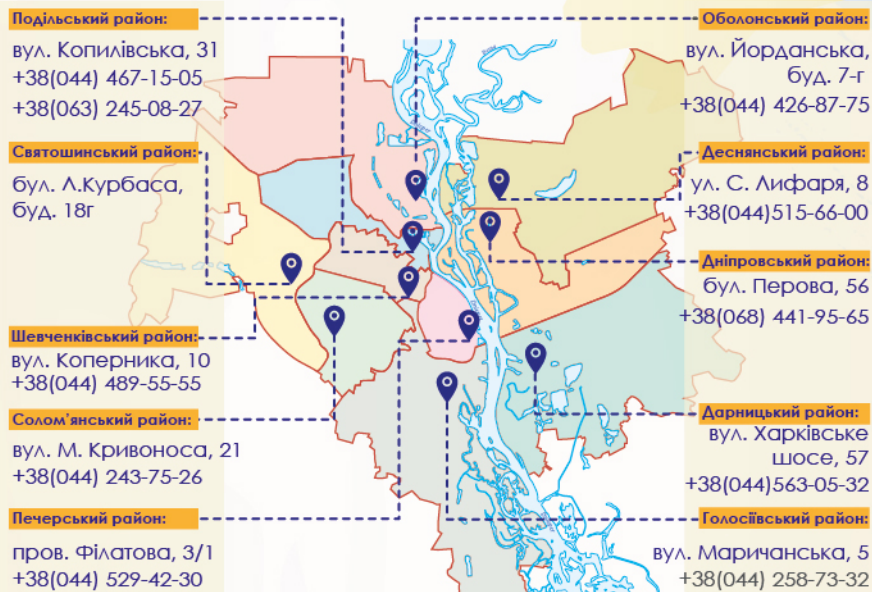 Подільський район:
вул. Копилівська, 31
+38(044) 467-15-05
+38(063) 245-08-27
Святошинський район:
бул. Л.Курбаса,
буд. 18г
Шевченківський район:
вул. Коперника, 10
+38(044) 489-55-55
Солом'янський район:
вул. М. Кривоноса, 21
+38(044) 243-75-26
Печерський район:
пров. Філатова, 3/1
+38(044) 529-42-30
Оболонський район:
вул. Йорданська,
буд. 7-г
+38(044) 426-87-75
Деснянський район:
ул. С. Лифаря, 8
+38(044)515-66-00
Дніпровський район:
бул. Перова, 56
+38(068) 441-95-65
Дарницький район:
вул. Харківське
шосе, 57
+38(044)563-05-32
Голосіївський район:
вул. Маричанська, 5
+38(044) 258-73-32